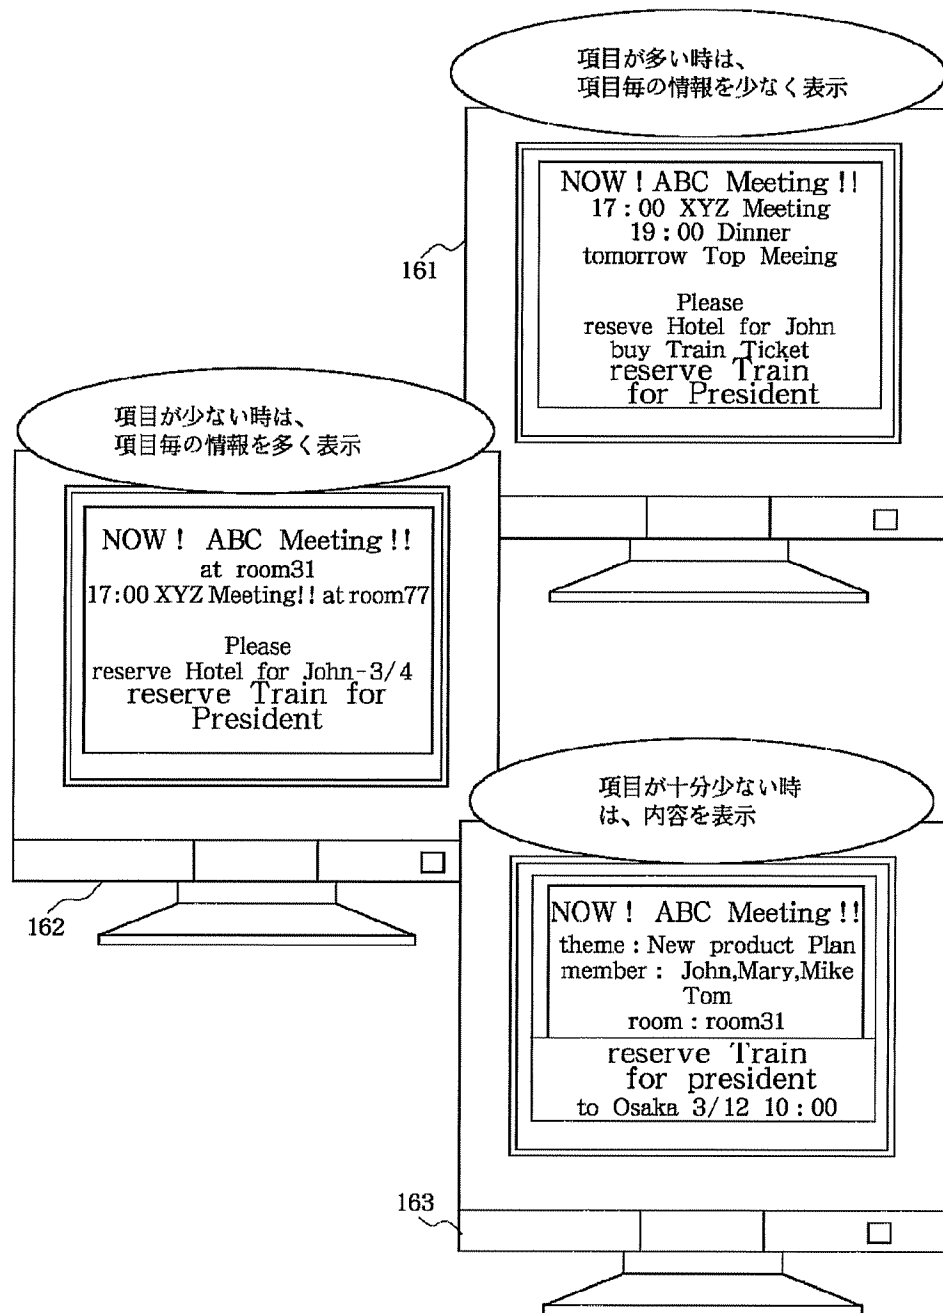 項目が多い時は、
項目毎の情報を少なく表示
NOW ! ABC Meeting !!
17 : 00 XYZ Meeting
19 : 00 Dinner
tomorrow Top Meeing
Please
reseve Hotel for John
buy Train Ticket
reserve Train
for President
161
項目が少ない時は、
項目毎の情報を多く表示
NOW ! ABC Meeting !!
at room31
17:00 XYZ Meeting!! at room77
Please
reserve Hotel for John-3/4
reserve Train for
President
162
項目が十分少ない時
は、内容を表示
NOW ! ABC Meeting !!
theme : New product Plan
member : John,Mary,Mike
Tom
room : room31
reserve Train
for president
to Osaka 3/12 10 : 00
163